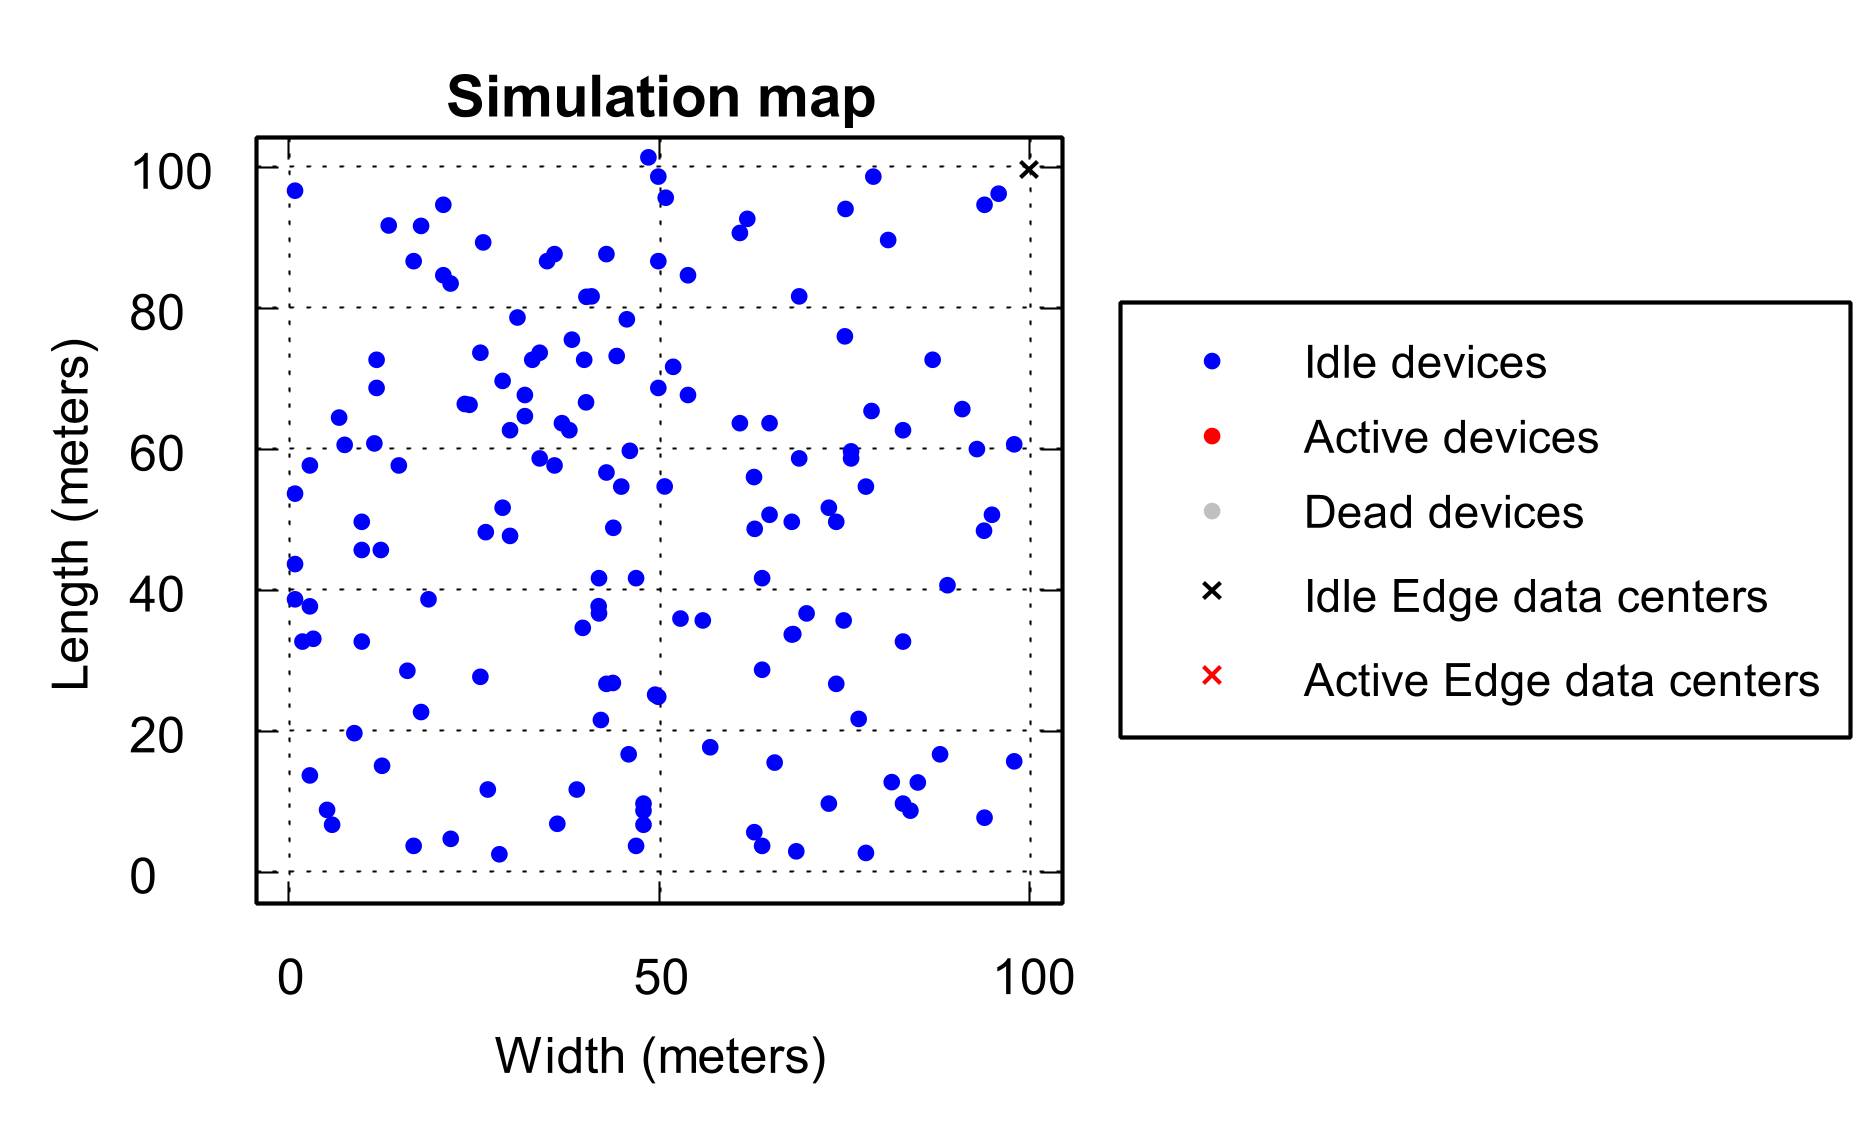 Simulation map
100
80
60
40
20
0
Length (meters)
0 50 100
Width (meters)
Idle devices
Active devices
Dead devices
Idle Edge data centers
Active Edge data centers